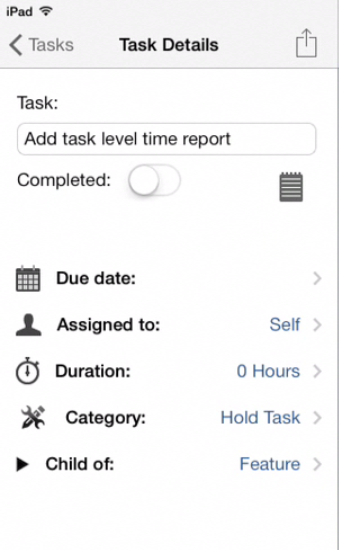 iPad
Tasks Task Details
Task:
Add task level time report
Completed:
Due date:
Assigned to: Self
Duration: 0 Hours
Category: Hold Task
Child of: Feature